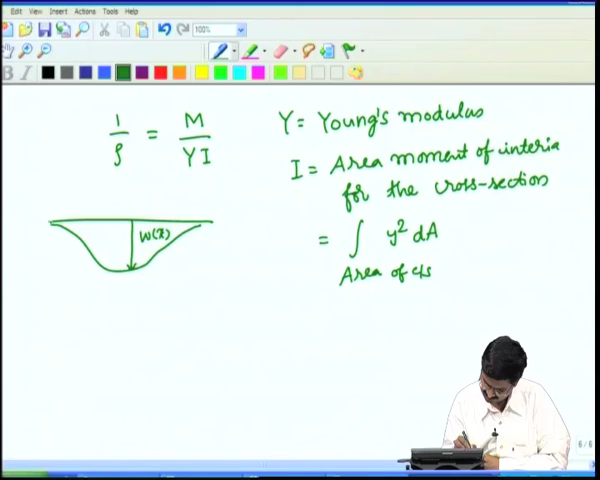 Edit View Insert Actions Tools Help
100%
B I
1/ρ = M/YI
Y = Young's modulus
I = Area moment of interia
for the cross-section
= ∫ y² dA
Area of c/s
w(x)
6/6